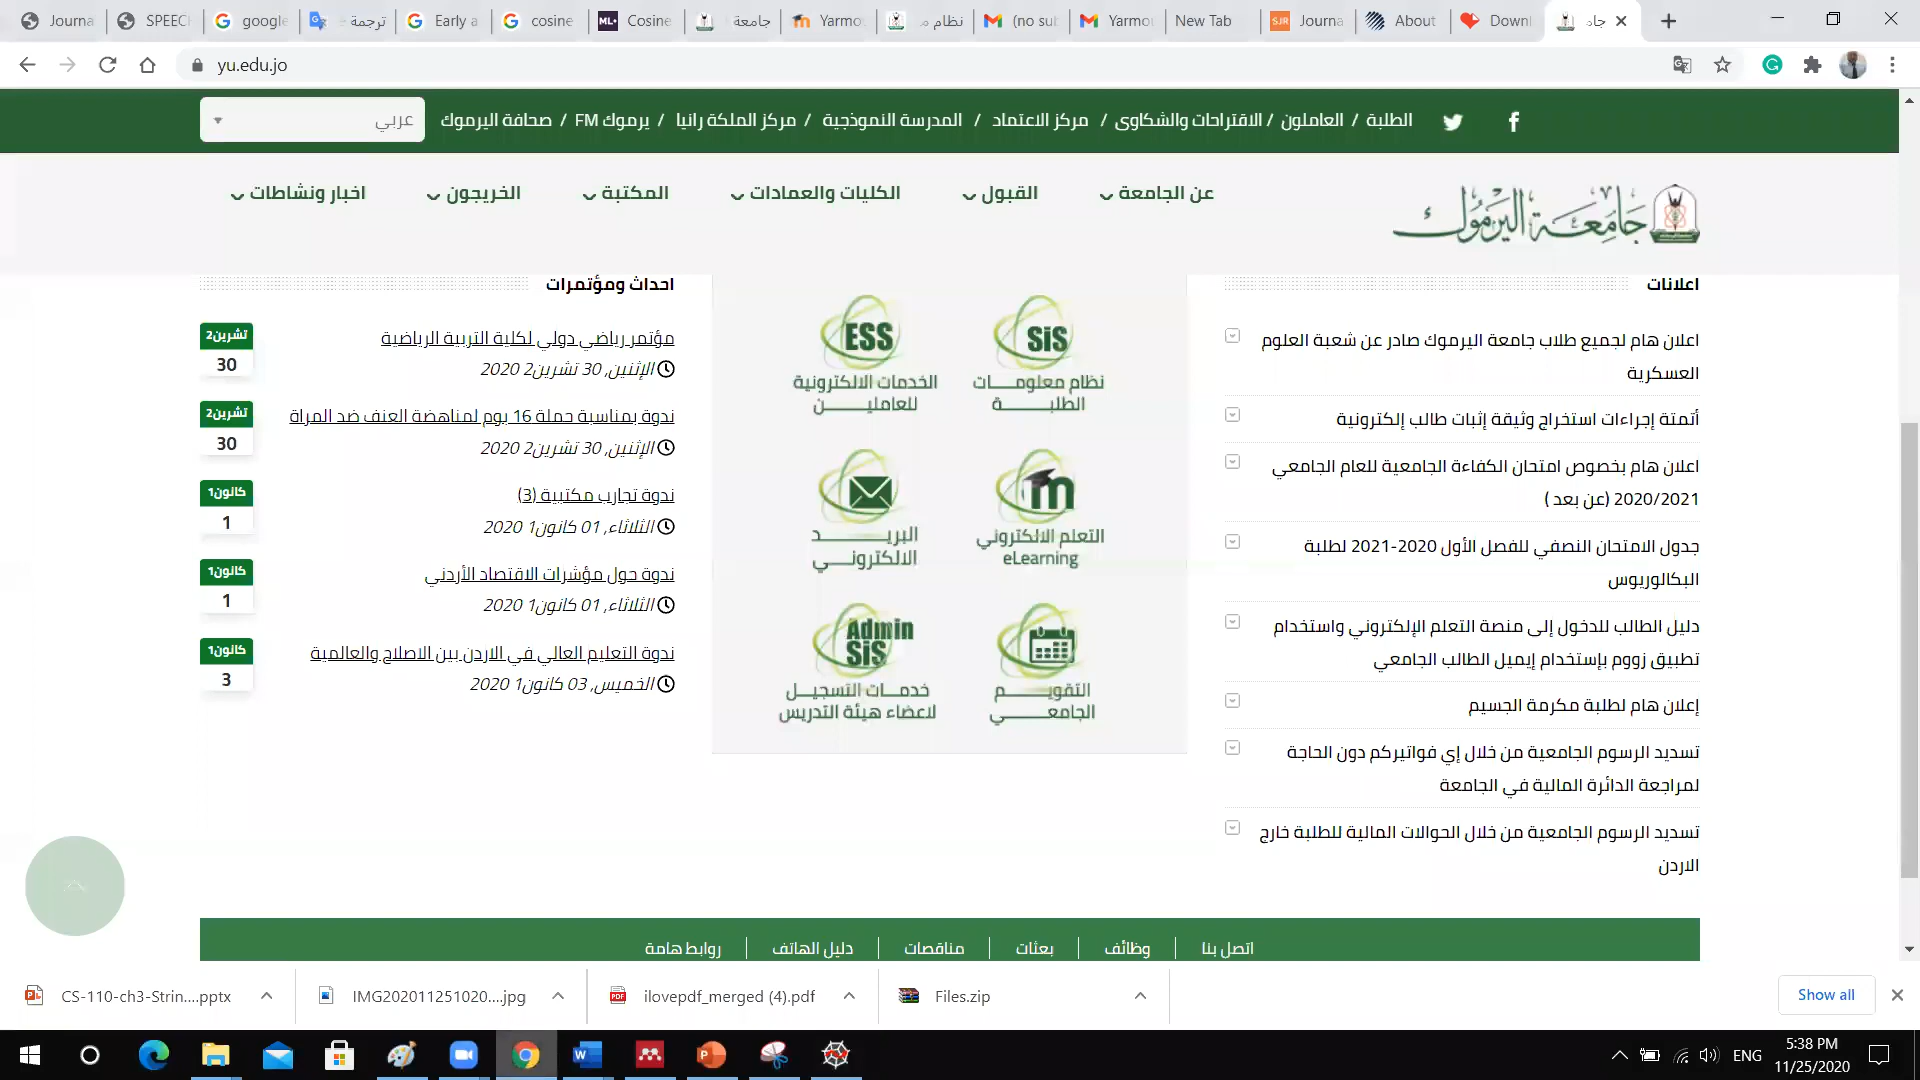 Journa
SPEECH
google
ترجمة
Early a
cosine
Cosine
جامعة
Yarmou
نظام م
(no sub
Yarmou
New Tab
Journa
About
Downl
جام
yu.edu.jo
الطلبة / العاملون / الاقتراحات والشكاوى / مركز الاعتماد / المدرسة النموذجية / مركز الملكة رانيا / يرموك FM / صحافة اليرموك
عربي
جامعة اليرموك
عن الجامعة
القبول
الكليات والعمادات
المكتبة
الخريجون
اخبار ونشاطات
اعلانات
اعلان هام لجميع طلاب جامعة اليرموك صادر عن شعبة العلوم
العسكرية
أتمتة إجراءات استخراج وثيقة إثبات طالب إلكترونية
اعلان هام بخصوص امتحان الكفاءة الجامعية للعام الجامعي
2020/2021 (عن بعد )
جدول الامتحان النصفي للفصل الأول 2020-2021 لطلبة
البكالوريوس
دليل الطالب للدخول إلى منصة التعلم الإلكتروني واستخدام
تطبيق زووم بإستخدام إيميل الطالب الجامعي
إعلان هام لطلبة مكرمة الجسيم
تسديد الرسوم الجامعية من خلال إي فواتيركم دون الحاجة
لمراجعة الدائرة المالية في الجامعة
تسديد الرسوم الجامعية من خلال الحوالات المالية للطلبة خارج
الاردن
SiS
نظام معلومات
الطلبة
ESS
الخدمات الالكترونية
للعاملين
m
التعلم الالكتروني
eLearning
البريد
الالكتروني
التقويم
الجامعي
Admin
SiS
خدمات التسجيل
لاعضاء هيئة التدريس
احداث ومؤتمرات
مؤتمر رياضي دولي لكلية التربية الرياضية
الإثنين, 30 تشرين2 2020
تشرين2
30
ندوة بمناسبة حملة 16 يوم لمناهضة العنف ضد المراة
الإثنين, 30 تشرين2 2020
تشرين2
30
ندوة تجارب مكتبية (3)
الثلاثاء, 01 كانون1 2020
كانون1
1
ندوة حول مؤشرات الاقتصاد الأردني
الثلاثاء, 01 كانون1 2020
كانون1
1
ندوة التعليم العالي في الاردن بين الاصلاح والعالمية
الخميس, 03 كانون1 2020
كانون1
3
اتصل بنا | وظائف | بعثات | مناقصات | دليل الهاتف | روابط هامة
CS-110-ch3-Strin....pptx
IMG202011251020....jpg
ilovepdf_merged (4).pdf
Files.zip
Show all
ENG
5:38 PM
11/25/2020